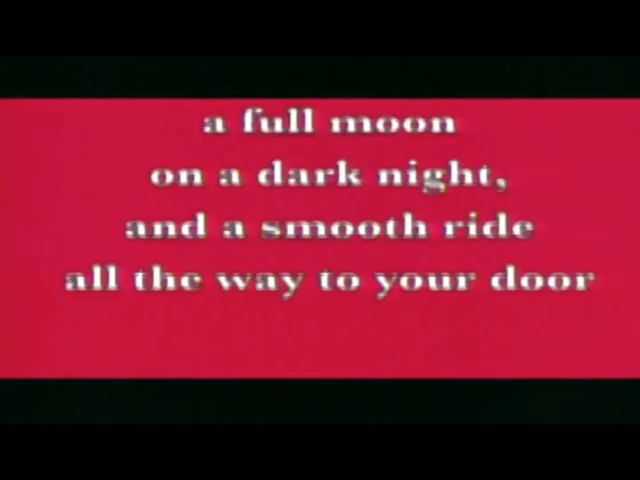 a full moon
on a dark night,
and a smooth ride
all the way to your door